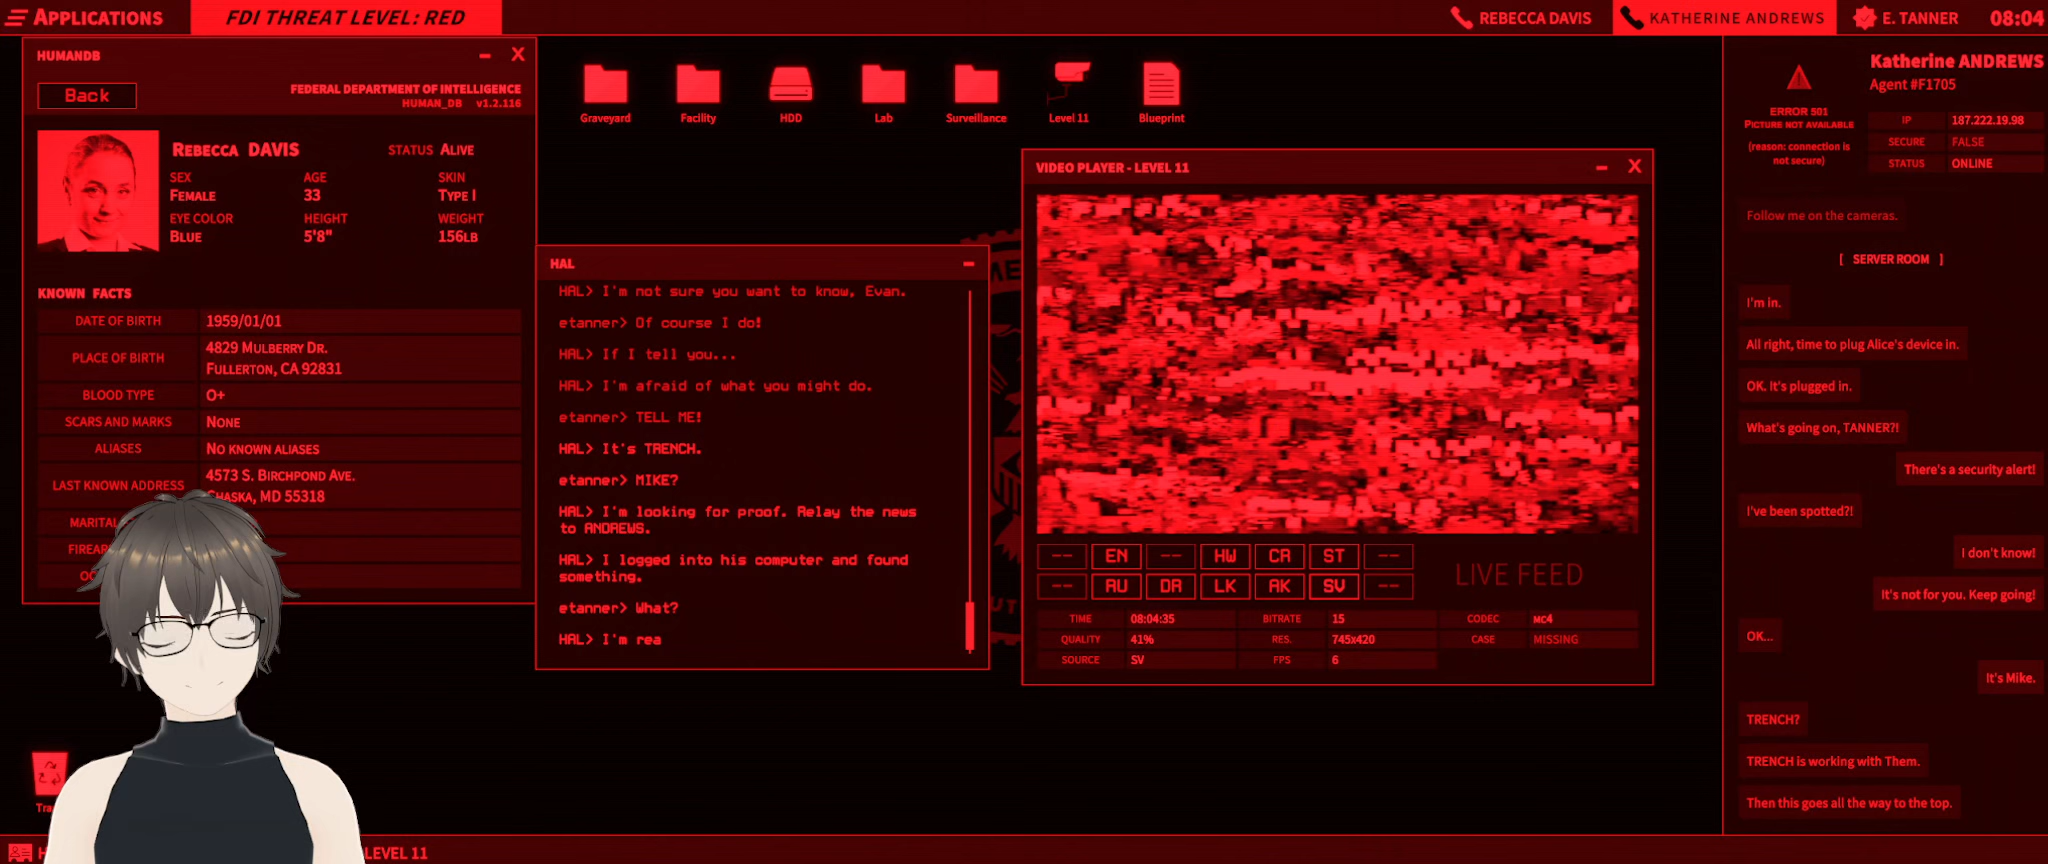 APPLICATIONS
FDI THREAT LEVEL: RED
REBECCA DAVIS
KATHERINE ANDREWS
E. TANNER
08:04
HUMANDB
Back
FEDERAL DEPARTMENT OF INTELLIGENCE
HUMAN_DB v1.2.116
REBECCA DAVIS
STATUS ALIVE
SEX AGE SKIN
FEMALE 33 TYPE I
EYE COLOR HEIGHT WEIGHT
BLUE 5'8" 156LB
KNOWN FACTS
DATE OF BIRTH 1959/01/01
PLACE OF BIRTH 4829 MULBERRY DR.
FULLERTON, CA 92831
BLOOD TYPE O+
SCARS AND MARKS NONE
ALIASES NO KNOWN ALIASES
LAST KNOWN ADDRESS 4573 S. BIRCHPOND AVE.
CHASKA, MD 55318
MARITAL
FIREAR
Graveyard
Facility
HDD
Lab
Surveillance
Level 11
Blueprint
HAL
HAL> I'm not sure you want to know, Evan.
etanner> Of course I do!
HAL> If I tell you...
HAL> I'm afraid of what you might do.
etanner> TELL ME!
HAL> It's TRENCH.
etanner> MIKE?
HAL> I'm looking for proof. Relay the news
to ANDREWS.
HAL> I logged into his computer and found
something.
etanner> What?
HAL> I'm rea
VIDEO PLAYER - LEVEL 11
-- EN -- HW CR ST --
-- RU DR LK AK SV --
LIVE FEED
TIME 08:04:35 BITRATE 15 CODEC MC4
QUALITY 41% RES. 745x420 CASE MISSING
SOURCE SV FPS 6
Katherine ANDREWS
Agent #F1705
ERROR 501
PICTURE NOT AVAILABLE
(reason: connection is
not secure)
IP 187.222.19.98
SECURE FALSE
STATUS ONLINE
Follow me on the cameras.
[ SERVER ROOM ]
I'm in.
All right, time to plug Alice's device in.
OK. It's plugged in.
What's going on, TANNER?!
There's a security alert!
I've been spotted?!
I don't know!
It's not for you. Keep going!
OK...
It's Mike.
TRENCH?
TRENCH is working with Them.
Then this goes all the way to the top.
LEVEL 11